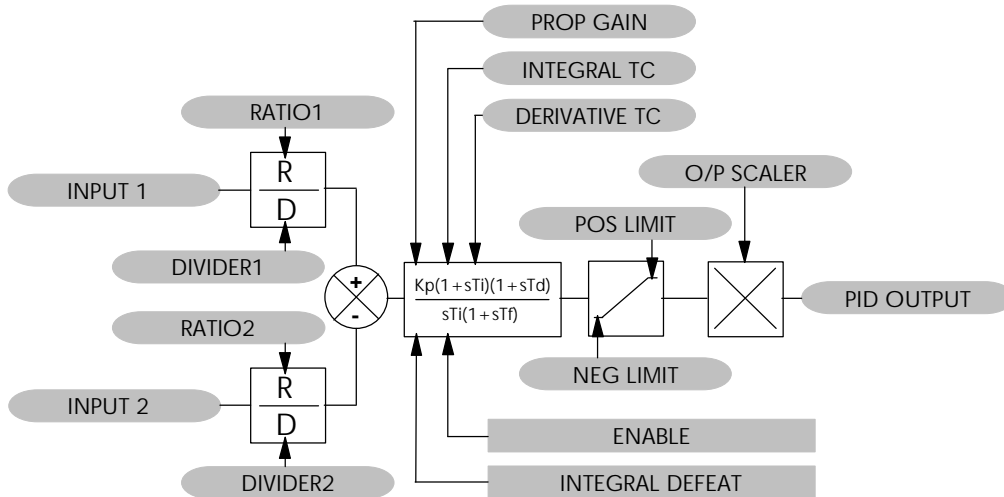 PROP GAIN
INTEGRAL TC
DERIVATIVE TC
RATIO1
INPUT 1
R
D
DIVIDER1
O/P SCALER
POS LIMIT
+
-
Kp(1+sTi)(1+sTd)
sTi(1+sTf)
PID OUTPUT
NEG LIMIT
RATIO2
INPUT 2
R
D
DIVIDER2
ENABLE
INTEGRAL DEFEAT